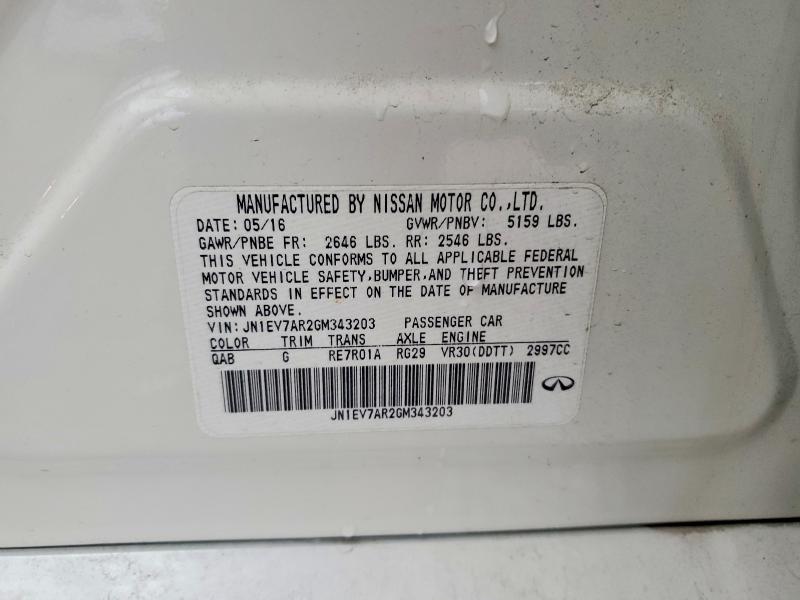 MANUFACTURED BY NISSAN MOTOR CO.,LTD.
DATE: 05/16 GVWR/PNBV: 5159 LBS.
GAWR/PNBE FR: 2646 LBS. RR: 2546 LBS.
THIS VEHICLE CONFORMS TO ALL APPLICABLE FEDERAL
MOTOR VEHICLE SAFETY,BUMPER,AND THEFT PREVENTION
STANDARDS IN EFFECT ON THE DATE OF MANUFACTURE
SHOWN ABOVE.
VIN:JN1EV7AR2GM343203 PASSENGER CAR
COLOR TRIM TRANS AXLE ENGINE
QAB G RE7R01A RG29 VR30(DDTT) 2997CC
JN1EV7AR2GM343203